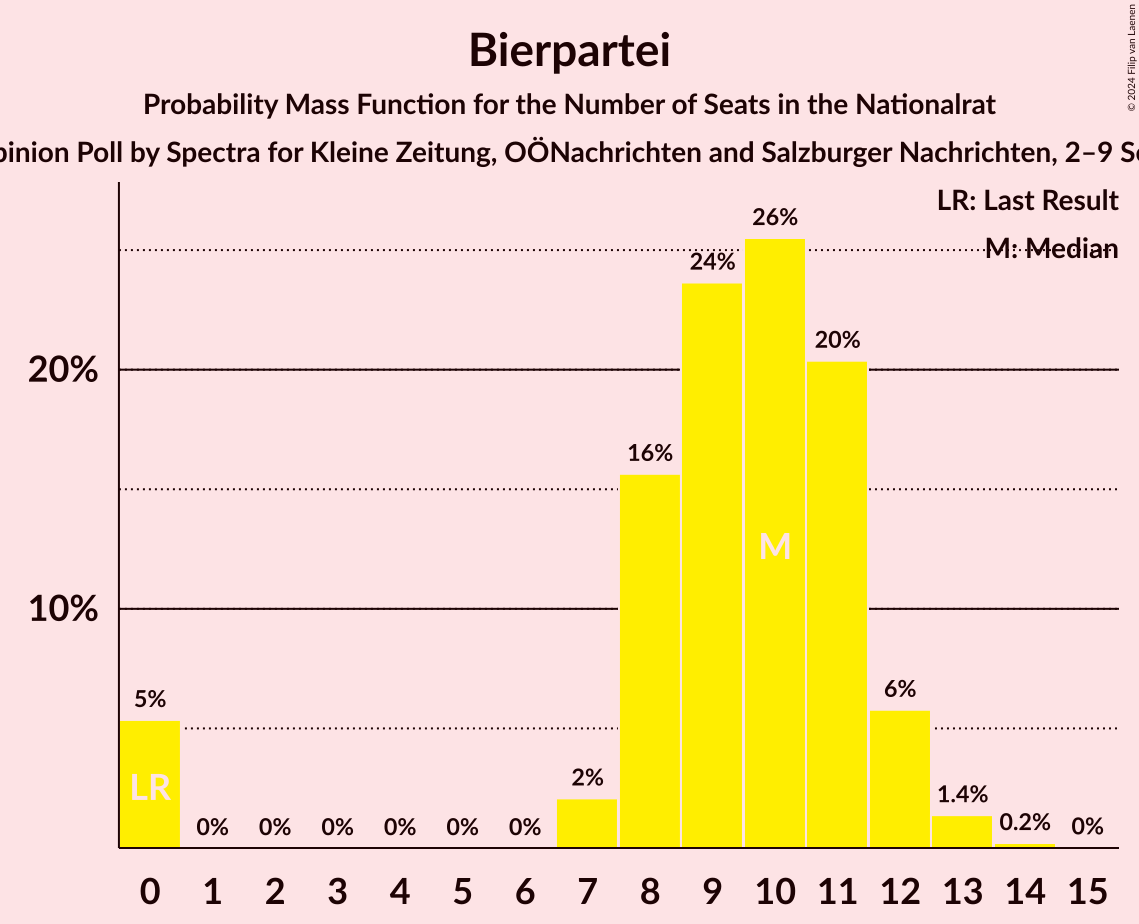 Bierpartei
Probability Mass Function for the Number of Seats in the Nationalrat
Poll by Spectra for Kleine Zeitung, OÖNachrichten and Salzburger Nachrichten, 2–9
© 2024 Filip van Laenen
LR: Last Result
M: Median
26%
24%
20%
20%
16%
M
10%
6%
5%
LR
2%
1.4%
0.2%
0% 0% 0% 0% 0% 0% 0%
0 1 2 3 4 5 6 7 8 9 10 11 12 13 14 15